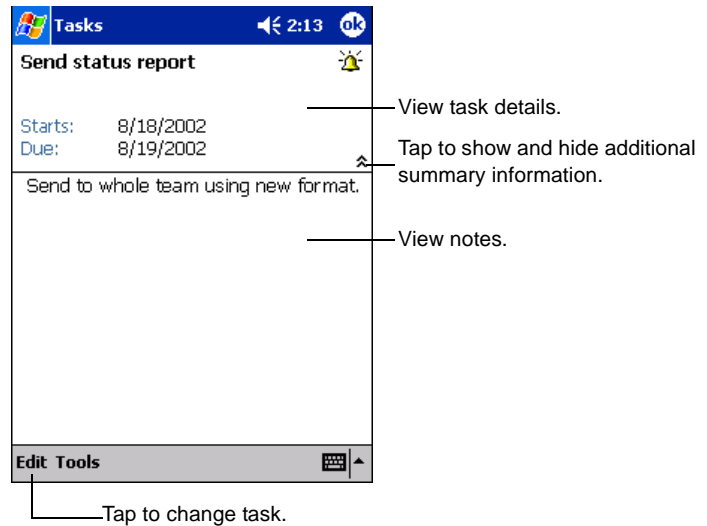 Tasks 2:13 ok
Send status report
View task details.
Starts: 8/18/2002
Due: 8/19/2002
Tap to show and hide additional
summary information.
Send to whole team using new format.
View notes.
Edit Tools
Tap to change task.